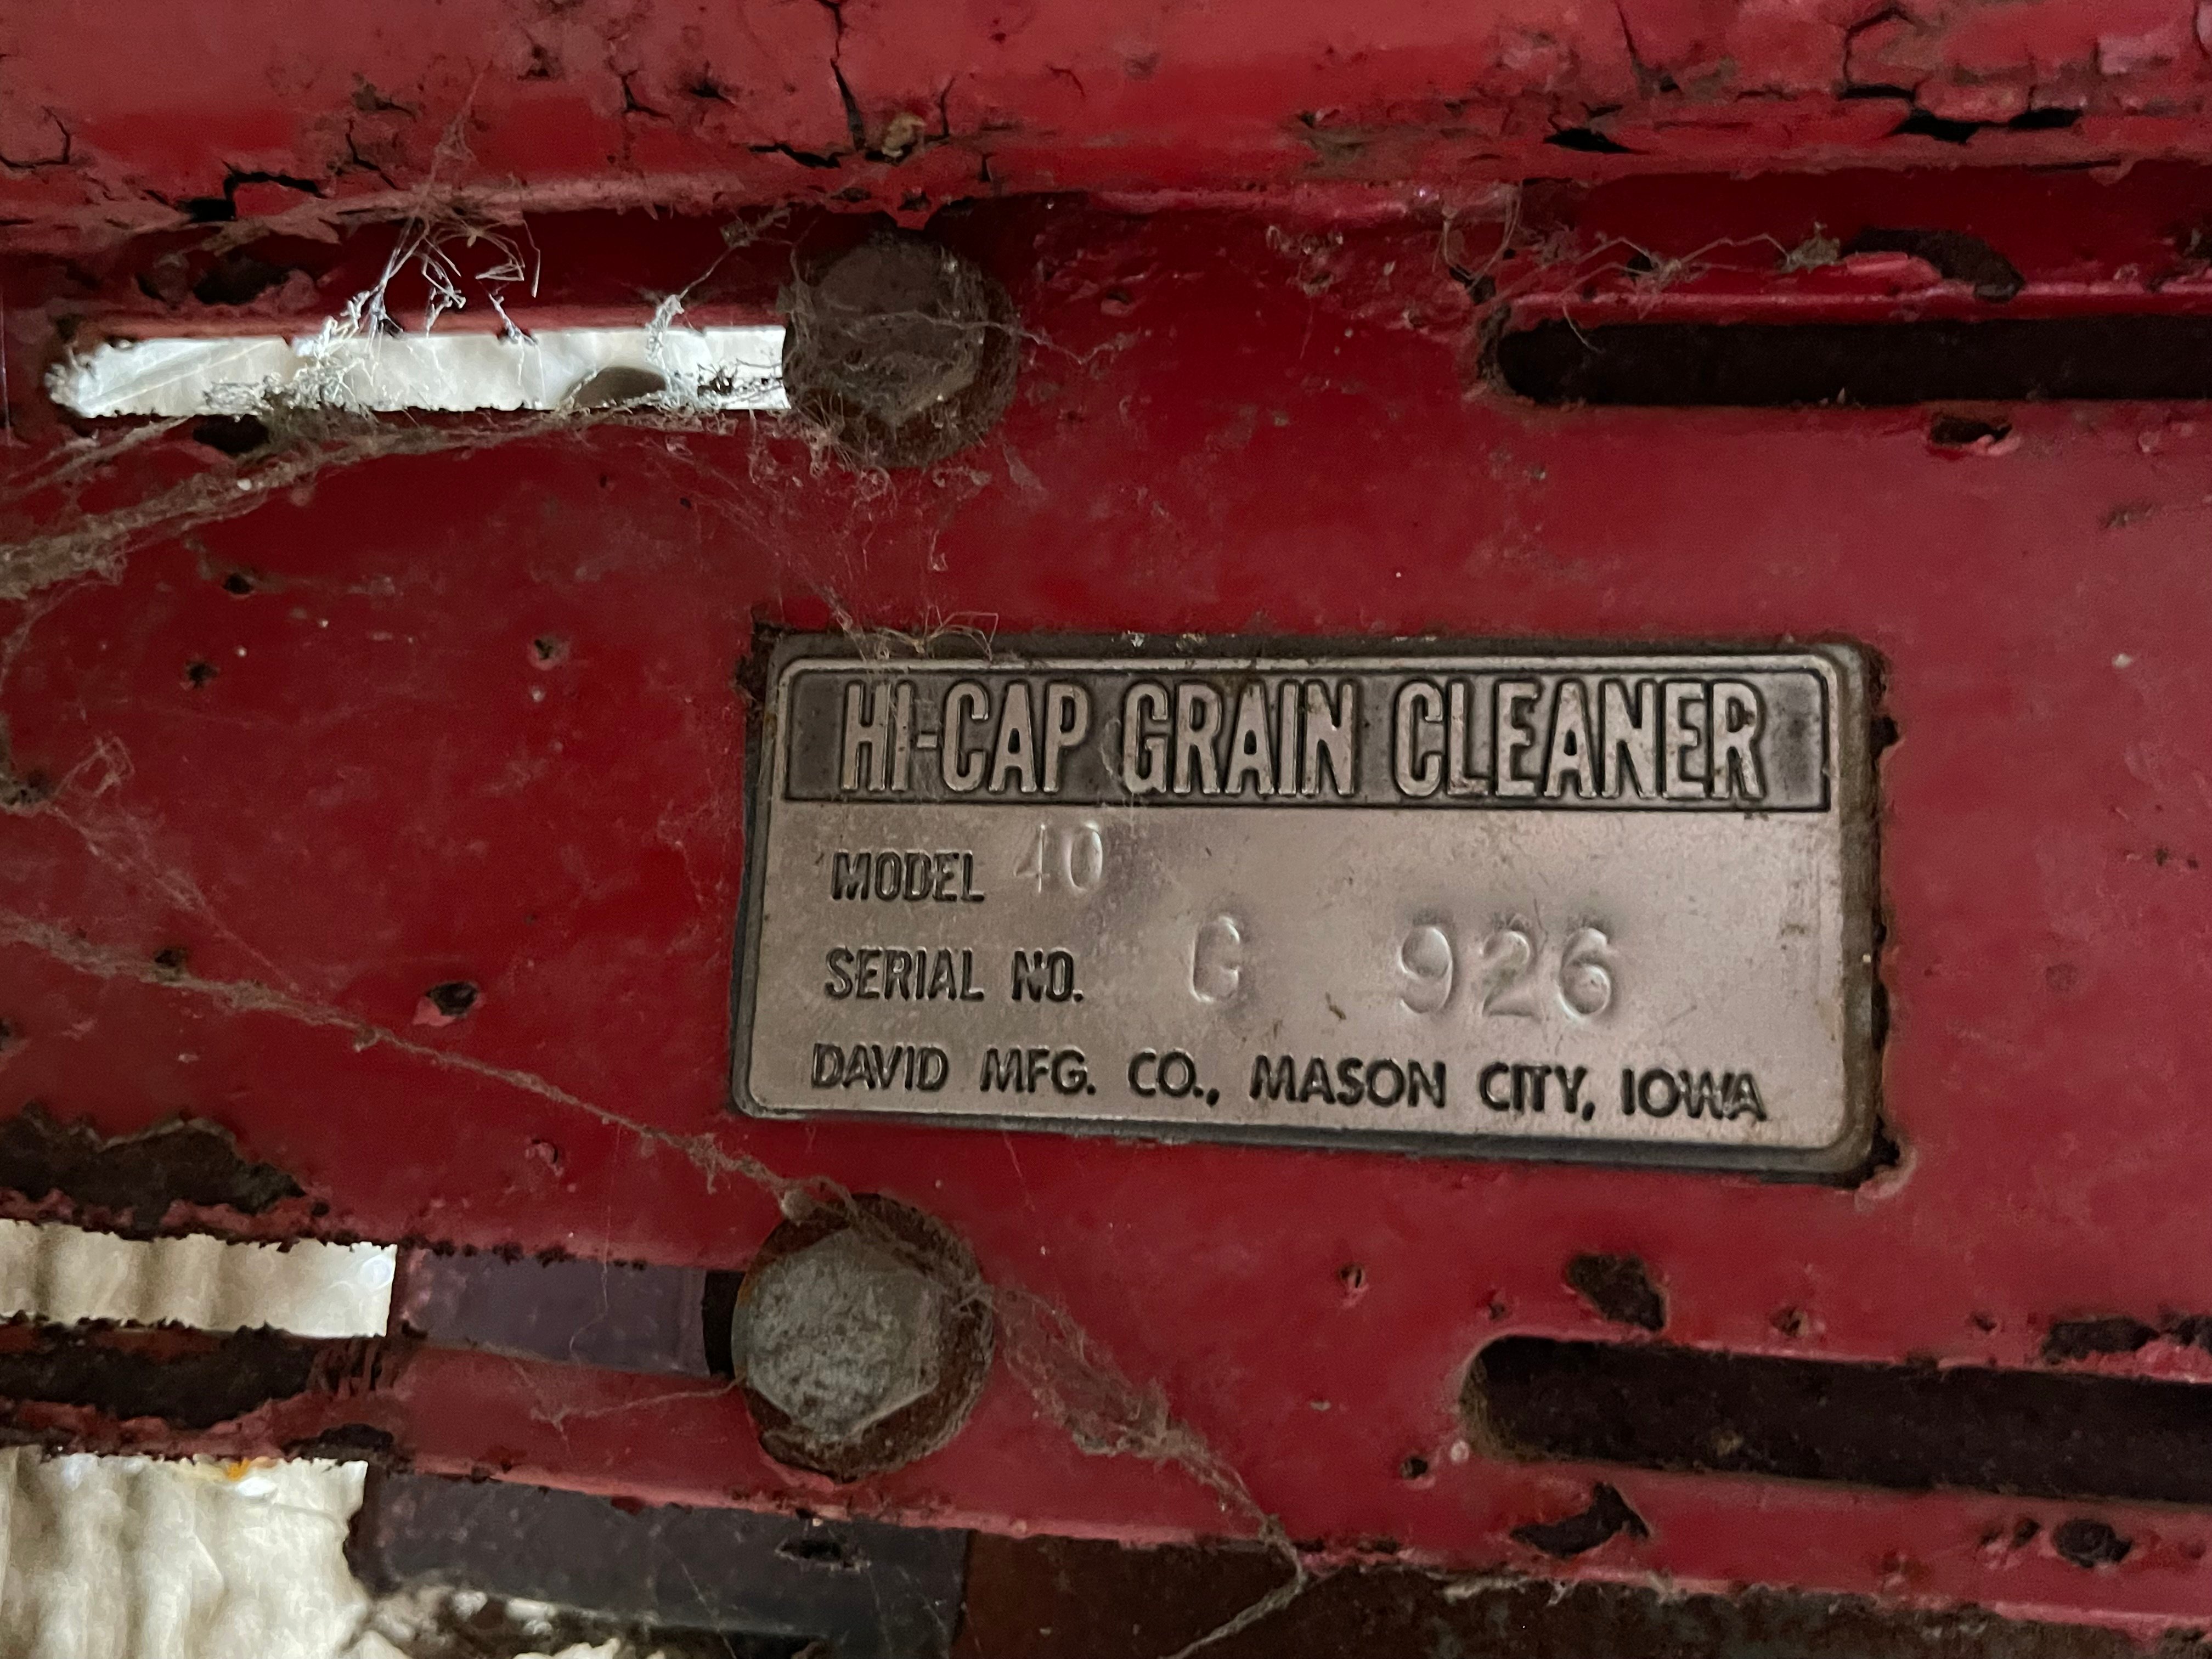 HI-CAP GRAIN CLEANER
MODEL 40
SERIAL NO. G 926
DAVID MFG. CO., MASON CITY, IOWA